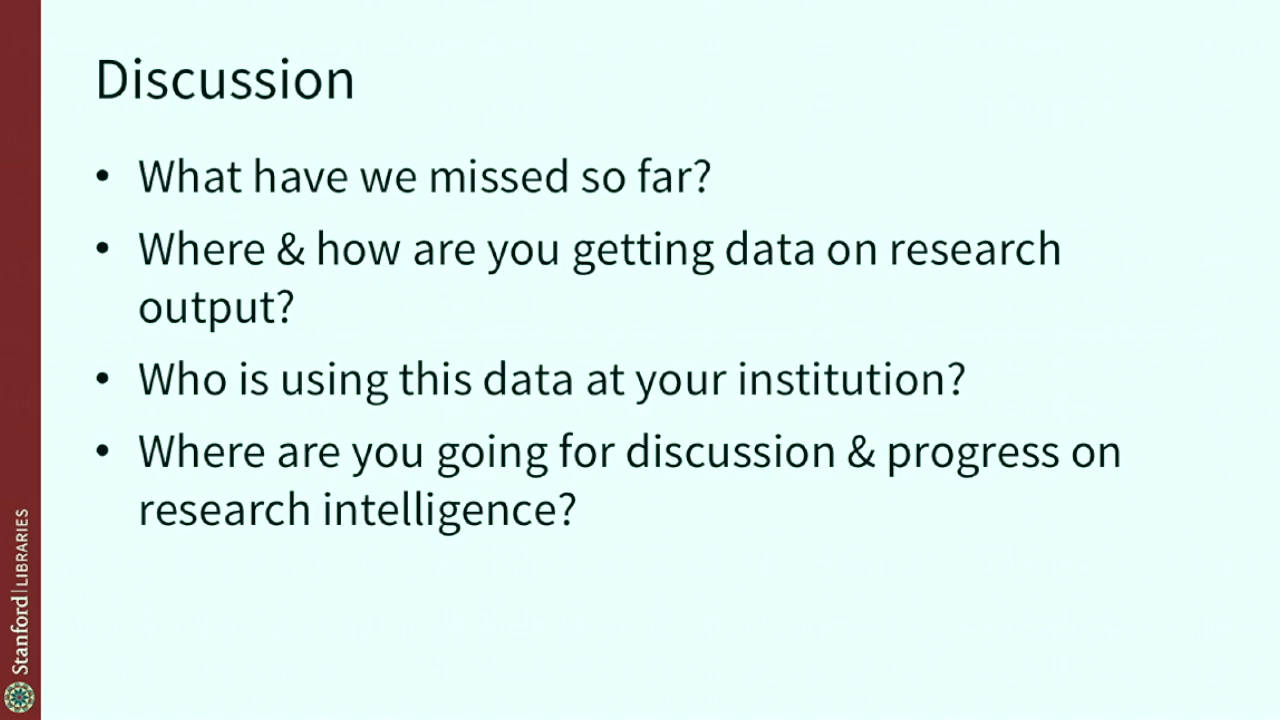 Discussion
• What have we missed so far?
• Where & how are you getting data on research
output?
• Who is using this data at your institution?
• Where are you going for discussion & progress on
research intelligence?
Stanford | LIBRARIES